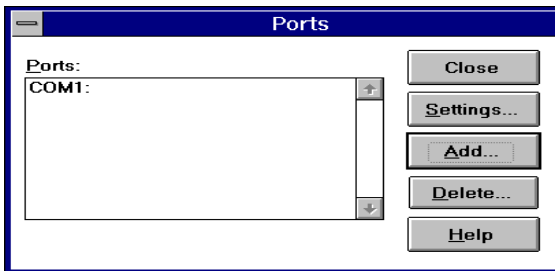 Ports
Ports:
COM1:
Close
Settings...
Add...
Delete...
Help